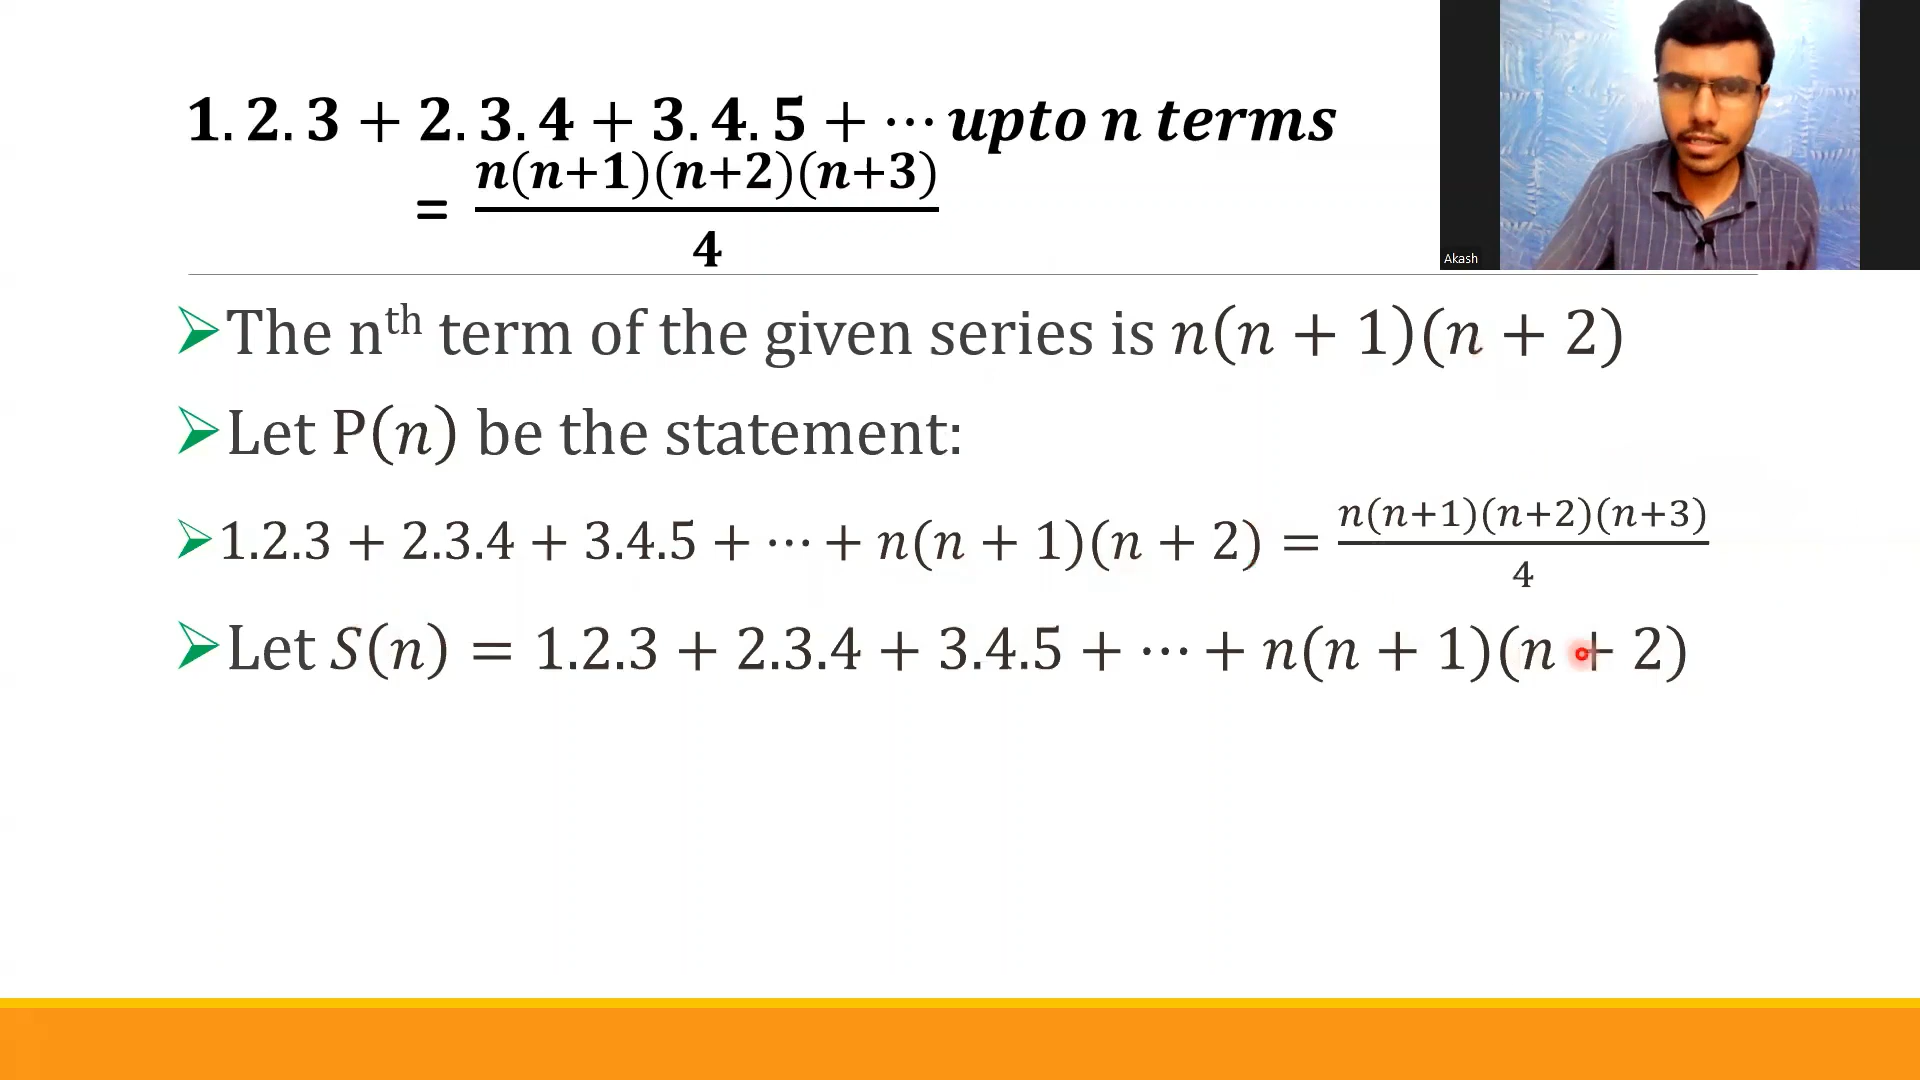 1.2.3 + 2.3.4 + 3.4.5 + ⋯ upto n terms
= n(n+1)(n+2)(n+3)/4
Akash
The nth term of the given series is n(n + 1)(n + 2)
Let P(n) be the statement:
1.2.3 + 2.3.4 + 3.4.5 + ⋯ + n(n + 1)(n + 2) = n(n+1)(n+2)(n+3)/4
Let S(n) = 1.2.3 + 2.3.4 + 3.4.5 + ⋯ + n(n + 1)(n + 2)